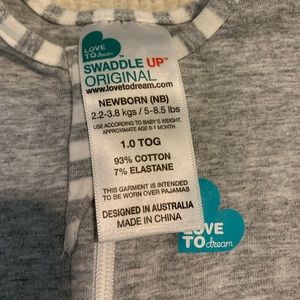 LOVE
TO dream
SWADDLE UP™
ORIGINAL
www.lovetodream.com
NEWBORN (NB)
2.2-3.8 kgs / 5-8.5 lbs
USE ACCORDING TO BABY'S WEIGHT.
APPROXIMATE AGE 0-1 MONTH
1.0 TOG
93% COTTON
7% ELASTANE
THIS GARMENT IS INTENDED
TO BE WORN OVER PAJAMAS
DESIGNED IN AUSTRALIA
MADE IN CHINA
LOVE
TO dream